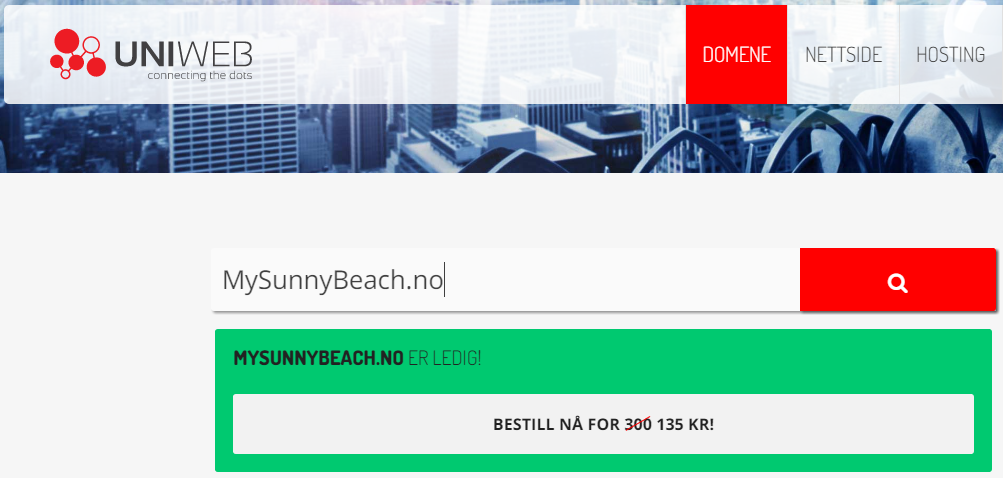 UNIWEB
connecting the dots
DOMENE
NETTSIDE
HOSTING
MySunnyBeach.no
MYSUNNYBEACH.NO ER LEDIG!
BESTILL NÅ FOR 300 135 KR!